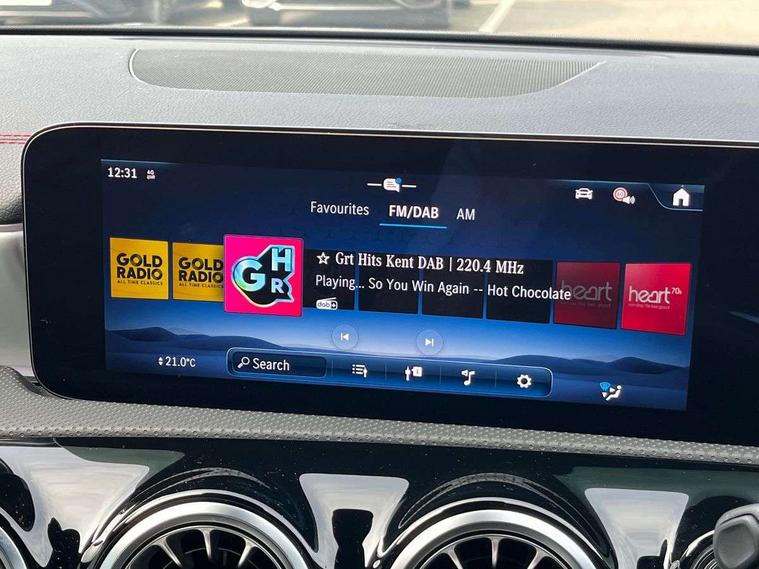 12:31 4G
Favourites FM/DAB AM
GOLD
RADIO
ALL TIME CLASSICS
GOLD
RADIO
ALL TIME CLASSICS
GHR
☆ Grt Hits Kent DAB | 220.4 MHz
Playing... So You Win Again -- Hot Chocolate
dab+
heart
heart 70s
21.0°C
Search